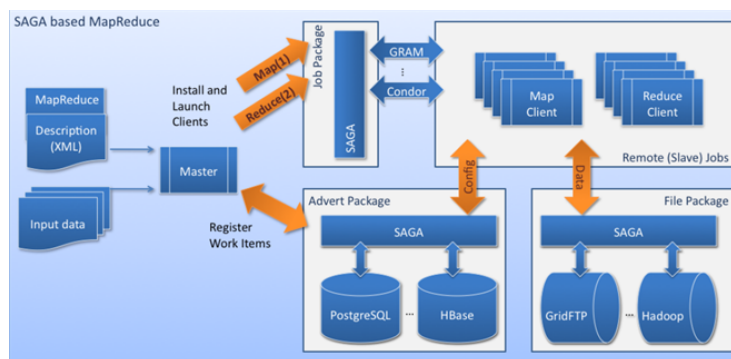 SAGA based MapReduce
MapReduce
Description
(XML)
Input data
Master
Install and
Launch
Clients
Map(1)
Reduce(2)
Register
Work Items
Job Package
SAGA
GRAM
...
Condor
Map
Client
Reduce
Client
Remote (Slave) Jobs
Config
Data
Advert Package
SAGA
PostgreSQL
...
HBase
File Package
SAGA
GridFTP
...
Hadoop